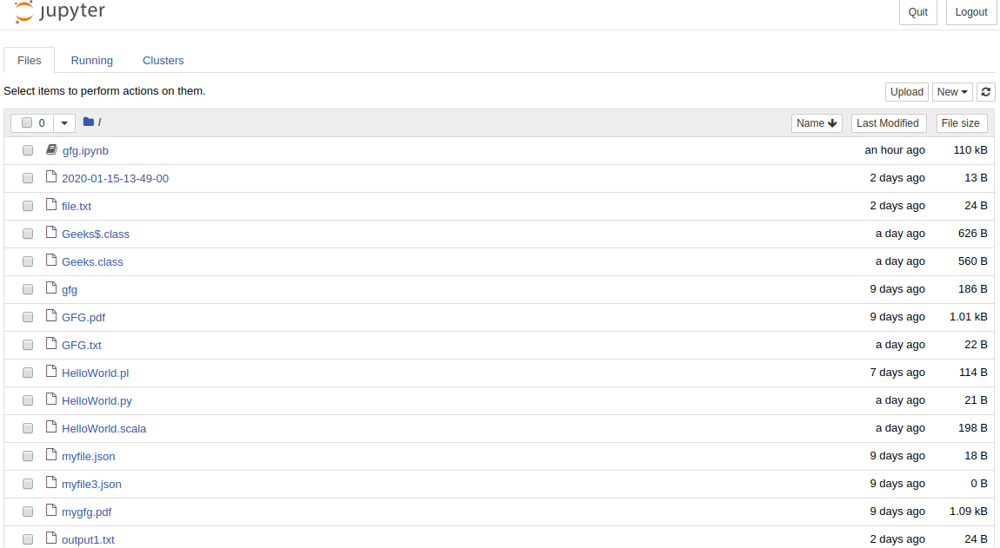 jupyter Quit Logout
Files Running Clusters
Select items to perform actions on them. Upload New
0 / Name Last Modified File size
gfg.ipynb an hour ago 110 kB
2020-01-15-13-49-00 2 days ago 13 B
file.txt 2 days ago 24 B
Geeks$.class a day ago 626 B
Geeks.class a day ago 560 B
gfg 9 days ago 186 B
GFG.pdf 9 days ago 1.01 kB
GFG.txt a day ago 22 B
HelloWorld.pl 7 days ago 114 B
HelloWorld.py a day ago 21 B
HelloWorld.scala a day ago 198 B
myfile.json 9 days ago 18 B
myfile3.json 9 days ago 0 B
mygfg.pdf 9 days ago 1.09 kB
output1.txt 2 days ago 24 B